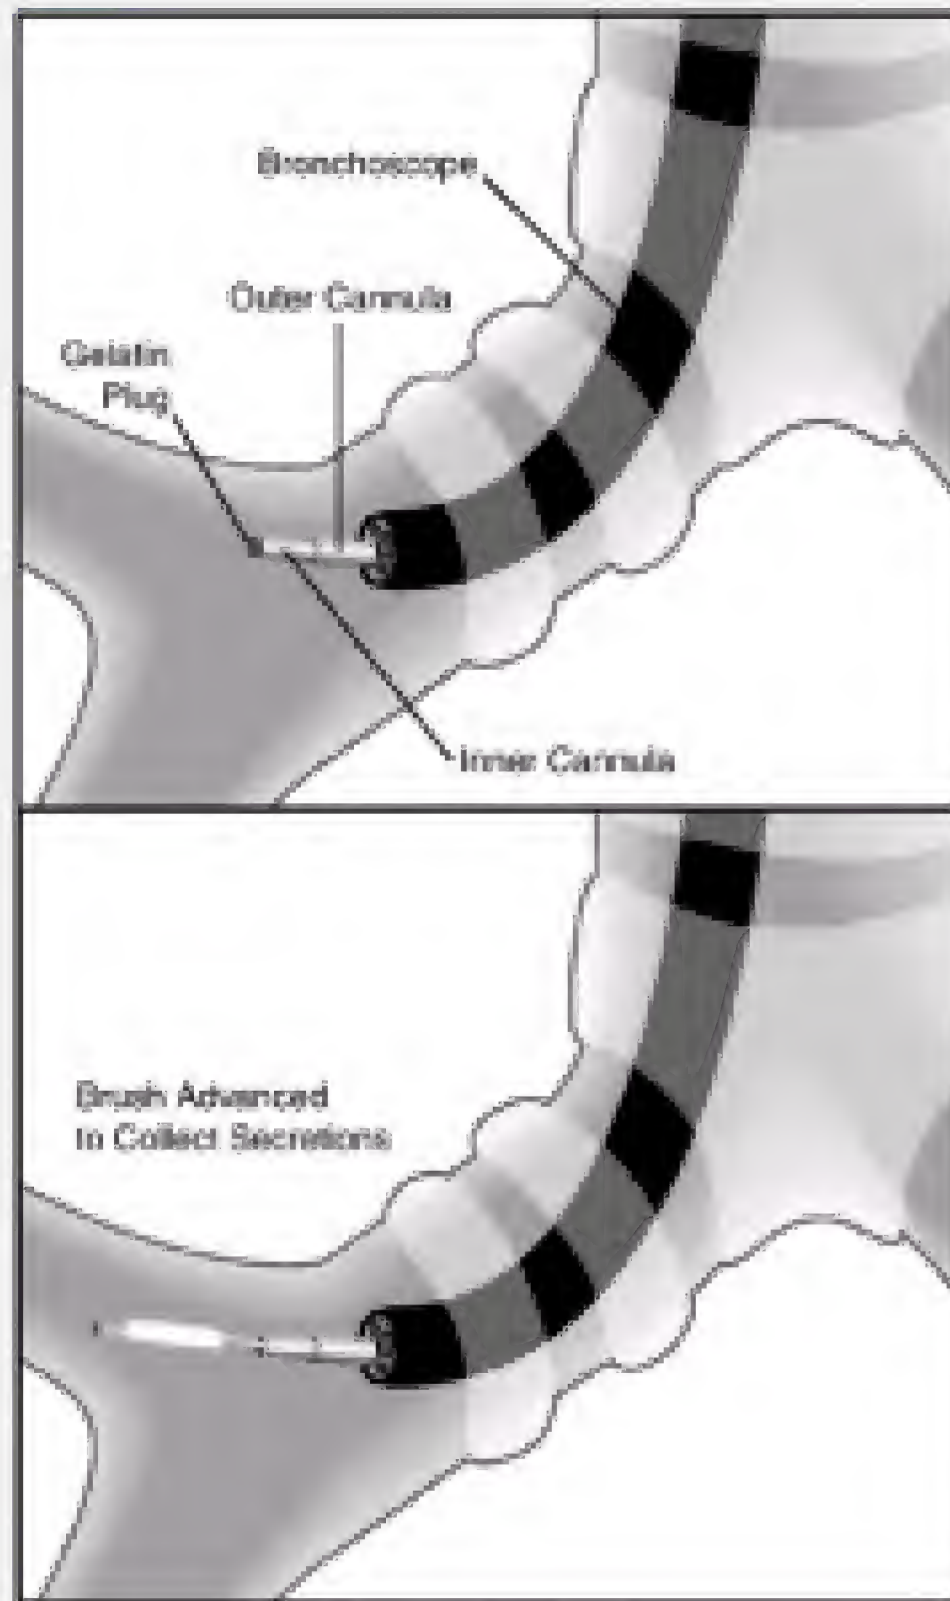 Bronchoscope
Outer Cannula
Gelatin
Plug
Inner Cannula
Brush Advanced
to Collect Secretions